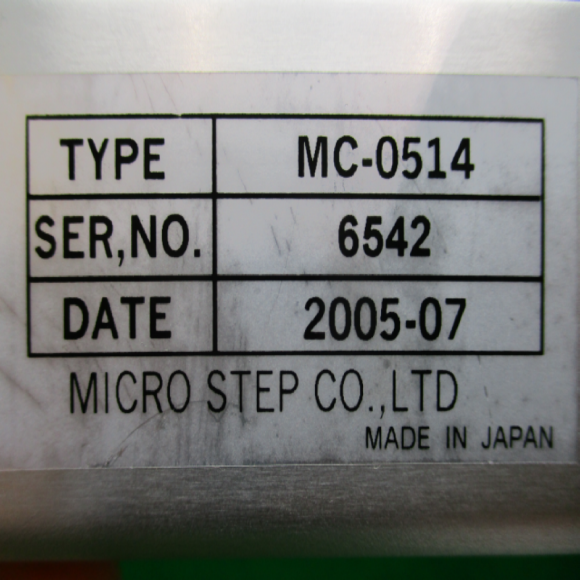 TYPE MC-0514
SER,NO. 6542
DATE 2005-07
MICRO STEP CO.,LTD
MADE IN JAPAN